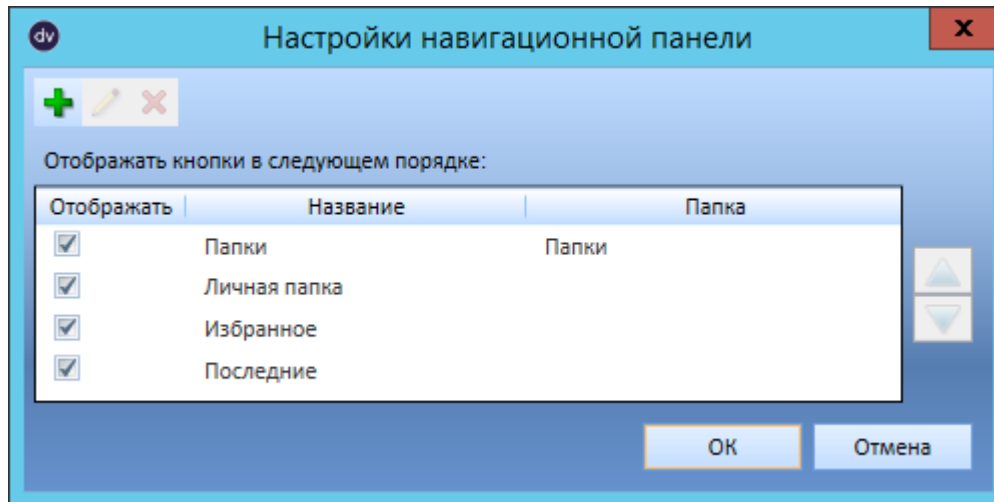 dv
Настройки навигационной панели
x
Отображать кнопки в следующем порядке:
Отображать Название Папка
Папки Папки
Личная папка
Избранное
Последние
ОК Отмена